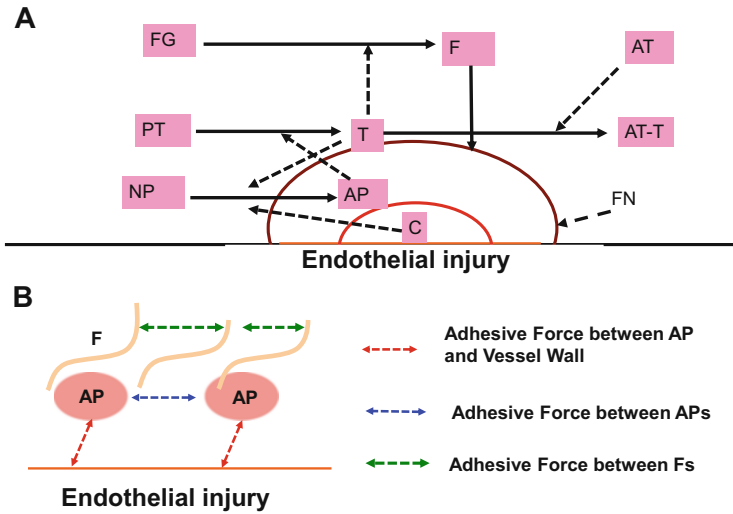 A
FG
F
AT
PT
T
AT-T
NP
AP
FN
C
Endothelial injury
B
F
AP
AP
Endothelial injury
Adhesive Force between AP
and Vessel Wall
Adhesive Force between APs
Adhesive Force between Fs